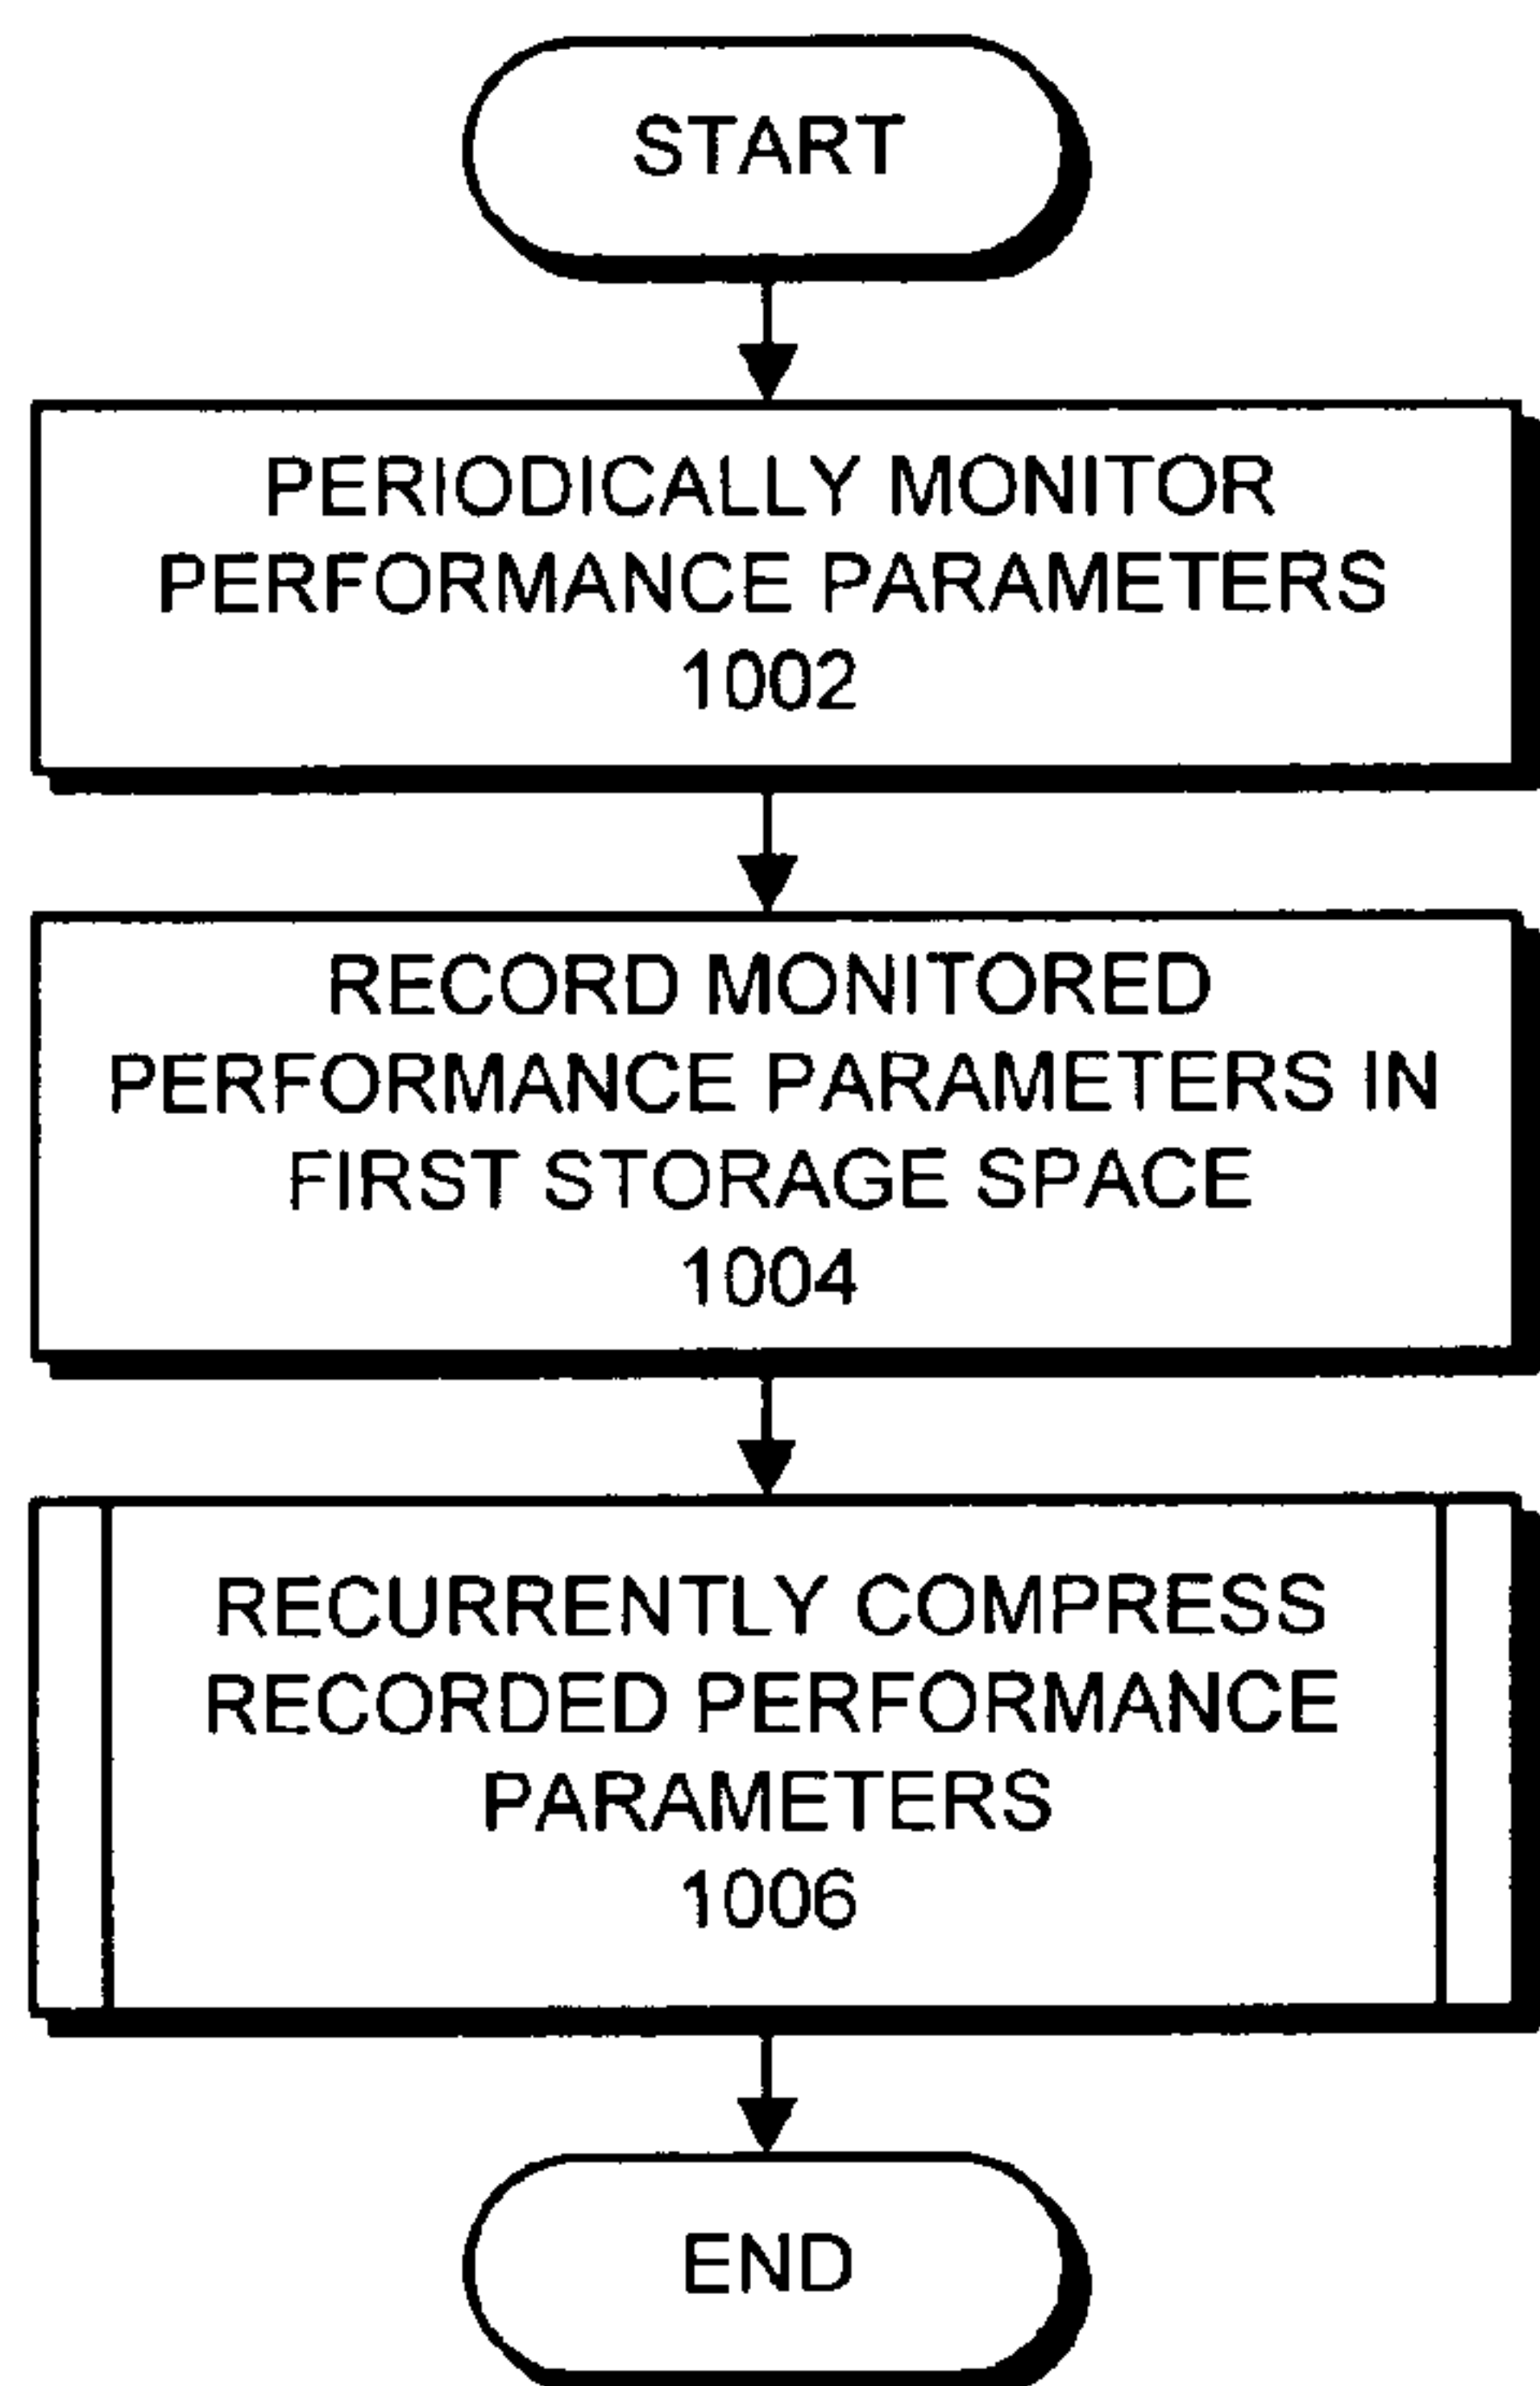 START
PERIODICALLY MONITOR
PERFORMANCE PARAMETERS
1002
RECORD MONITORED
PERFORMANCE PARAMETERS IN
FIRST STORAGE SPACE
1004
RECURRENTLY COMPRESS
RECORDED PERFORMANCE
PARAMETERS
1006
END